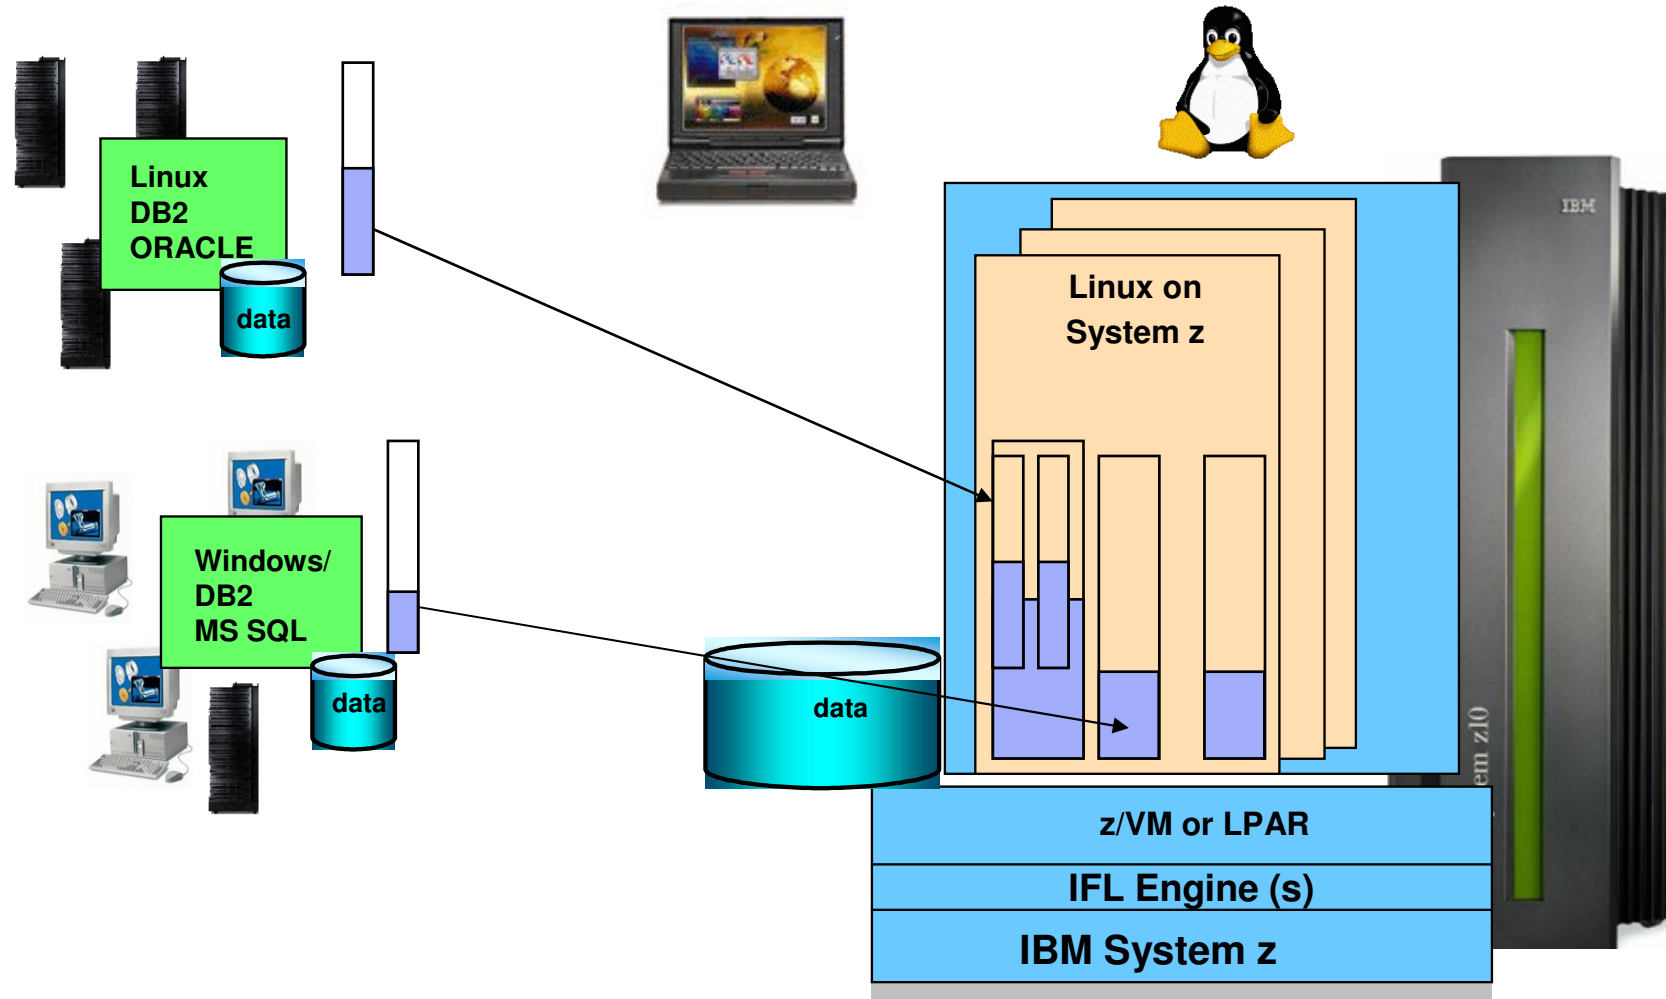 Linux
DB2
ORACLE
data
Windows/
DB2
MS SQL
data
data
Linux on
System z
z/VM or LPAR
IFL Engine (s)
IBM System z
IBM
em z10